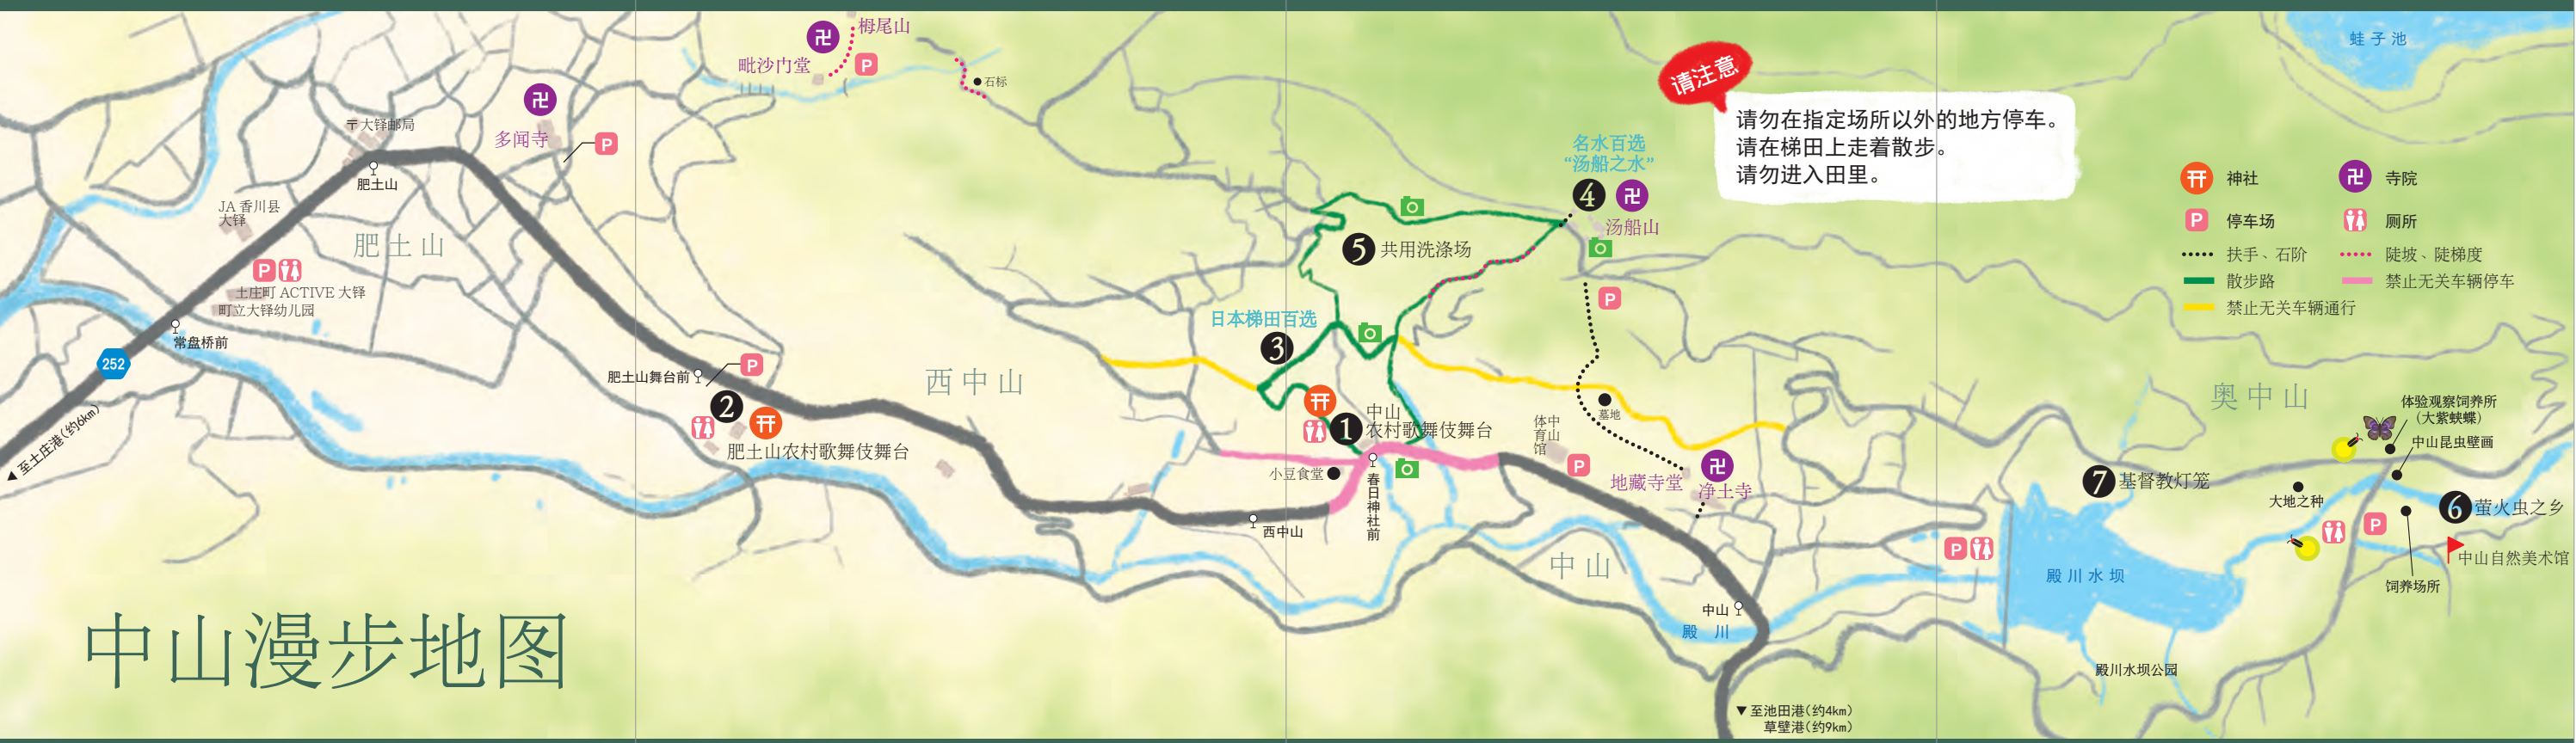 栂尾山
毗沙门堂
P
石标
蛙子池
请注意
请勿在指定场所以外的地方停车。
请在梯田上走着散步。
请勿进入田里。
多闻寺
P
〒大铎邮局
肥土山
JA 香川县
大铎
肥土山
P
土庄町 ACTIVE 大铎
町立大铎幼儿园
常盘桥前
252
▲至土庄港(约6km)
名水百选
“汤船之水”
4
汤船山
5 共用洗涤场
P
神社
寺院
P 停车场
厕所
扶手、石阶
陡坡、陡梯度
散步路
禁止无关车辆停车
禁止无关车辆通行
日本梯田百选
3
肥土山舞台前
P
2
肥土山农村歌舞伎舞台
西中山
中山
1 农村歌舞伎舞台
小豆食堂
春日神社前
西中山
体育馆
中山
P
墓地
地藏寺堂
净土寺
中山
中山
殿川
▼至池田港(约4km)
草壁港(约9km)
P
殿川水坝
殿川水坝公园
奥中山
体验观察饲养所
(大紫蛱蝶)
中山昆虫壁画
7 基督教灯笼
大地之种
6 萤火虫之乡
P
中山自然美术馆
饲养场所
中山漫步地图